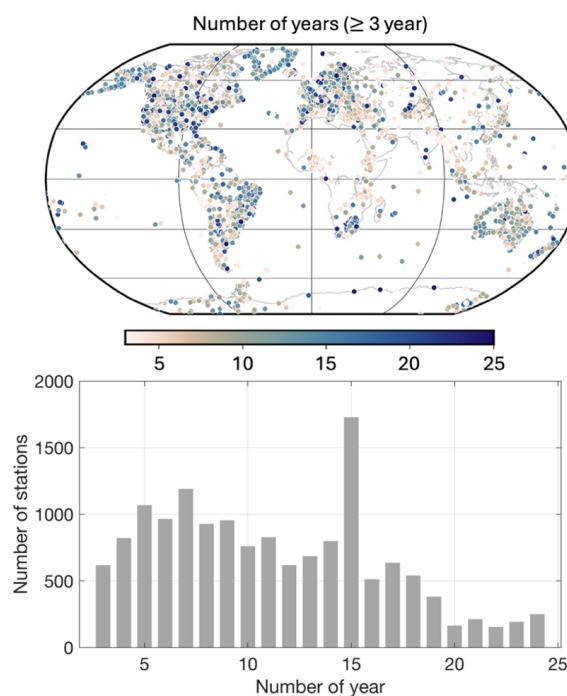 Number of years (≥ 3 year)
5 10 15 20 25
2000
1500
1000
500
0
Number of stations
5 10 15 20 25
Number of year